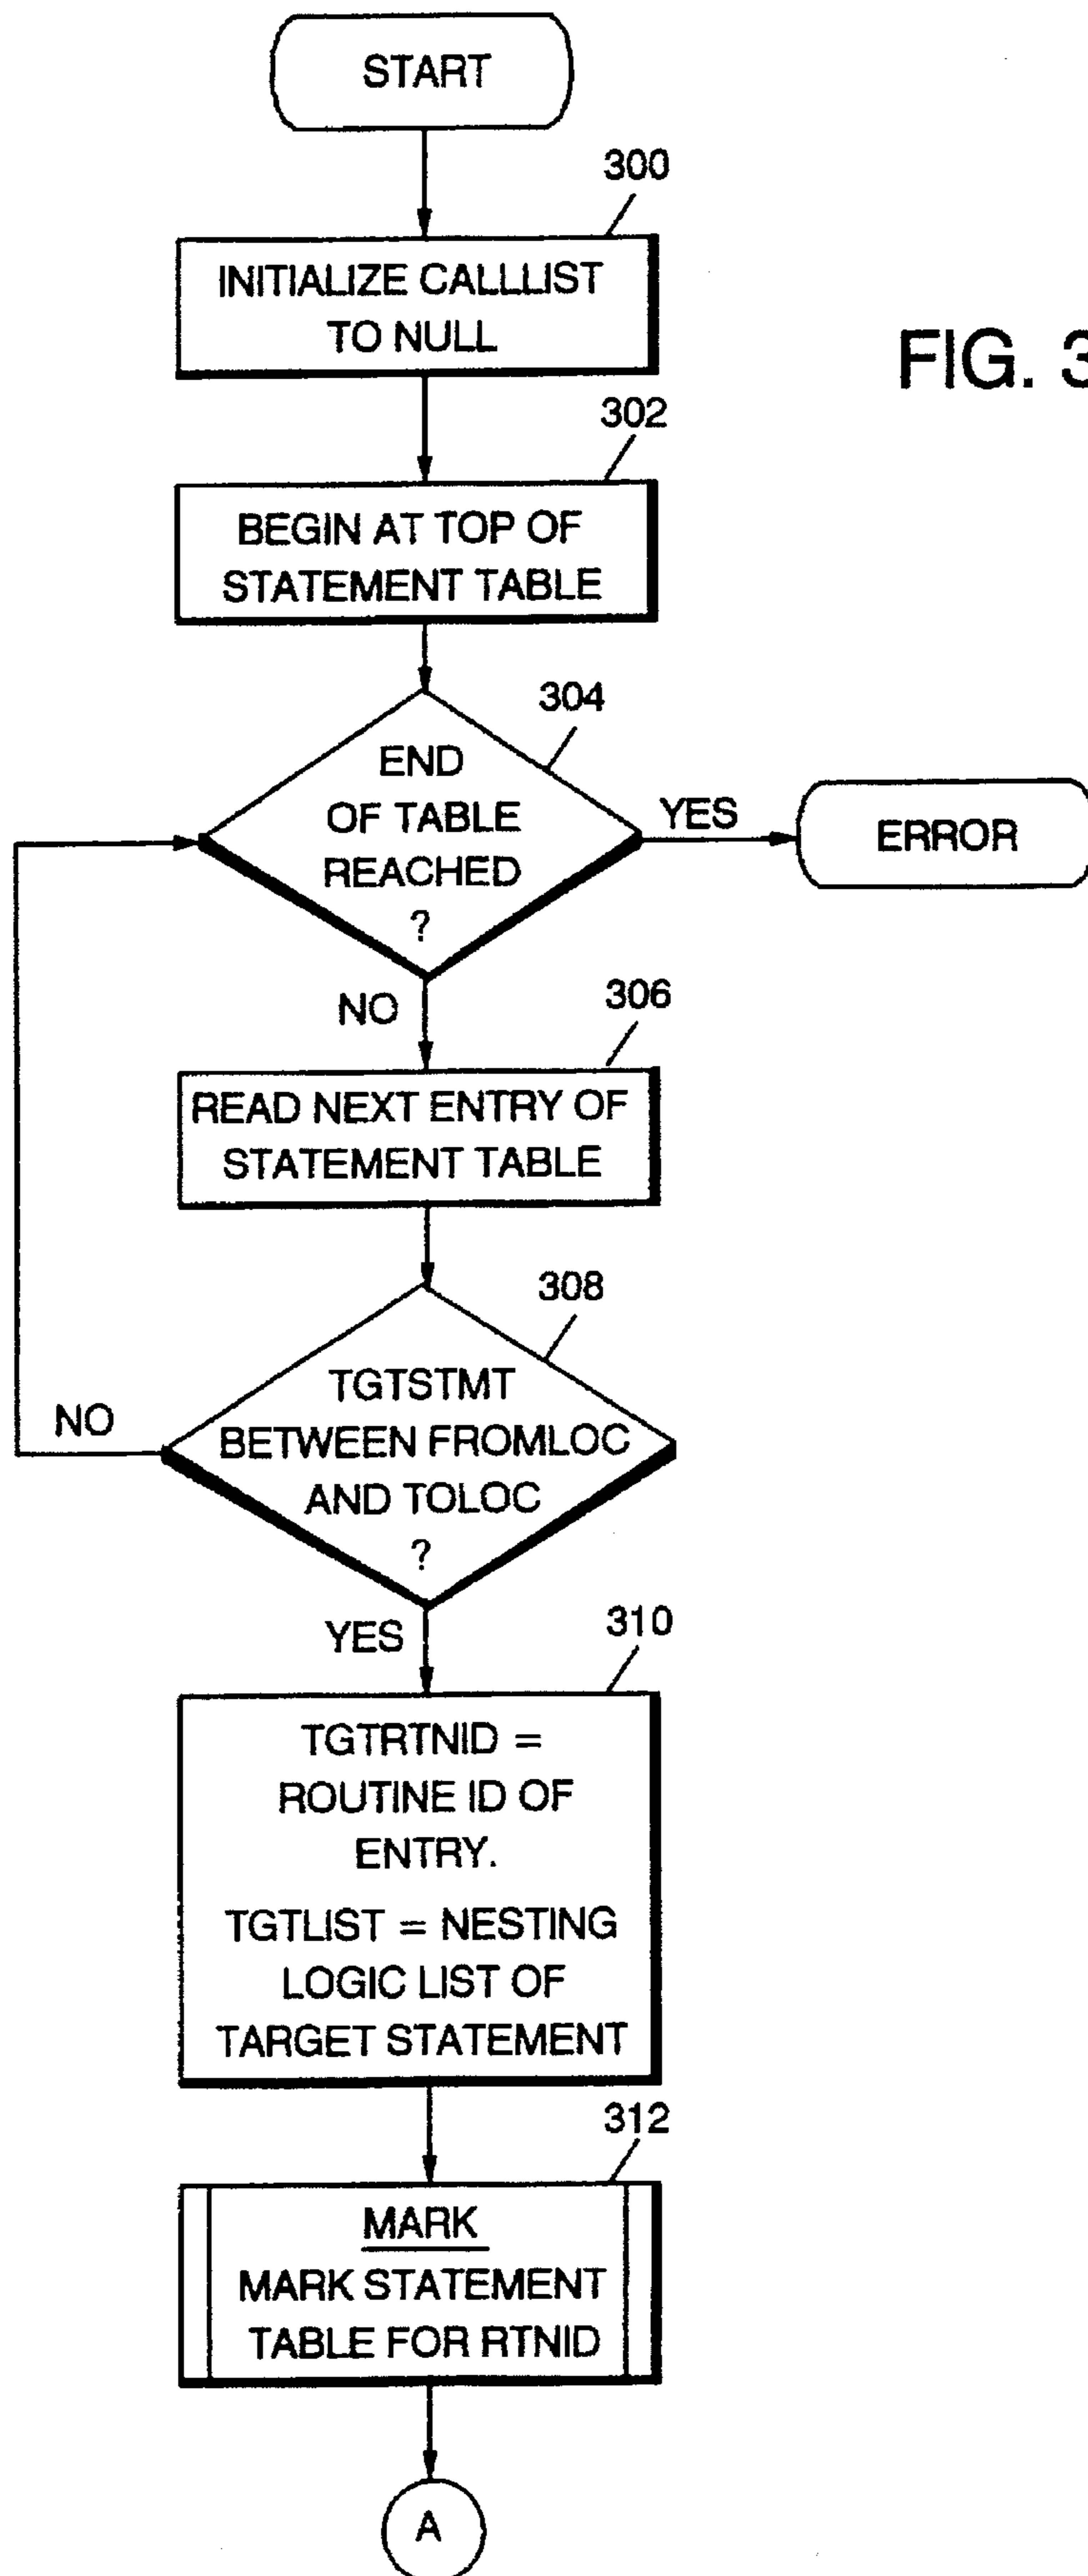 START
300
INITIALIZE CALLLIST
TO NULL
FIG. 3
302
BEGIN AT TOP OF
STATEMENT TABLE
304
END
OF TABLE
REACHED
?
YES
ERROR
NO
306
READ NEXT ENTRY OF
STATEMENT TABLE
308
TGTSTMT
BETWEEN FROMLOC
AND TOLOC
?
NO
YES
310
TGTRTNID =
ROUTINE ID OF
ENTRY.
TGTLIST = NESTING
LOGIC LIST OF
TARGET STATEMENT
312
MARK
MARK STATEMENT
TABLE FOR RTNID
A